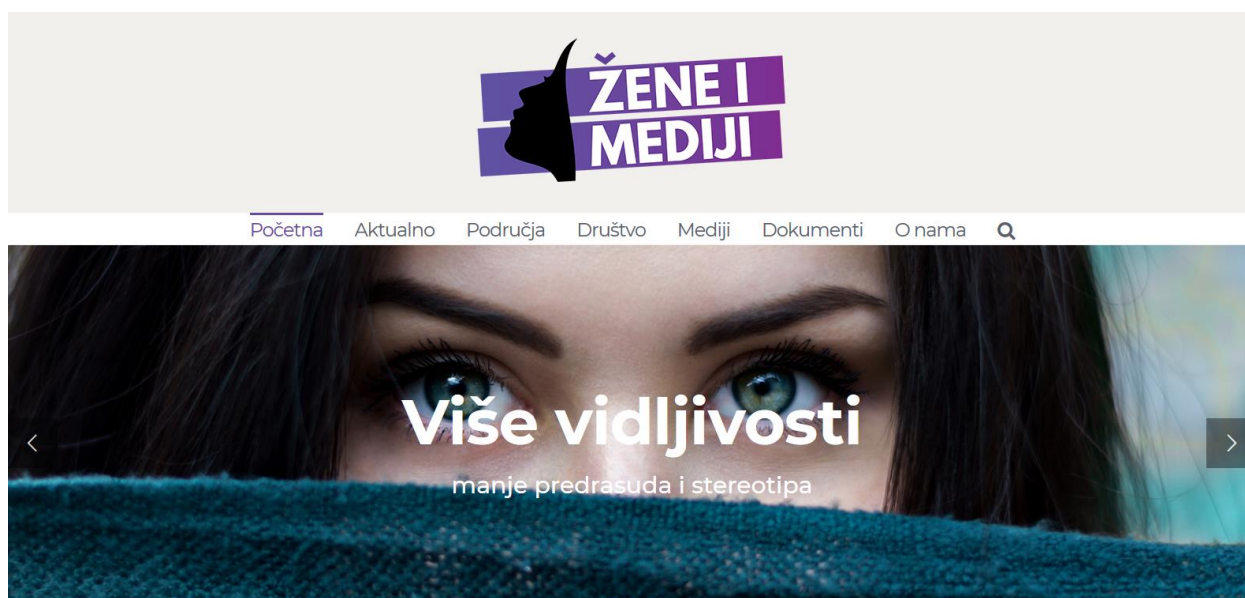 ŽENE I
MEDIJI
Početna Aktualno Područja Društvo Mediji Dokumenti O nama
Više vidljivosti
manje predrasuda i stereotipa